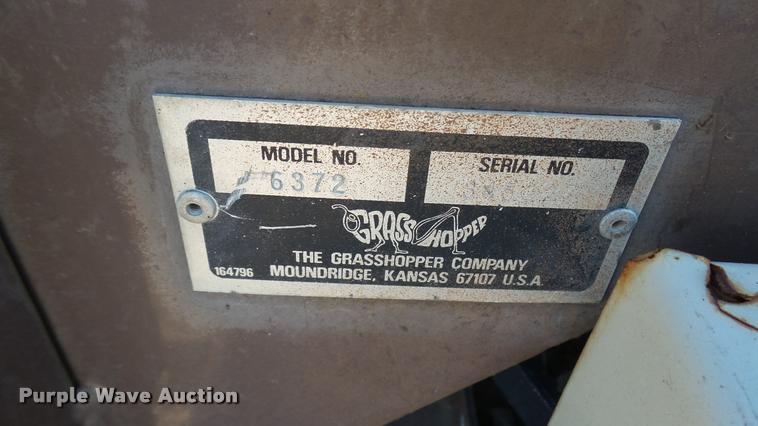 MODEL NO.
6372
SERIAL NO.
GRASSHOPPER
THE GRASSHOPPER COMPANY
164796
MOUNDRIDGE, KANSAS 67107 U.S.A.
Purple Wave Auction